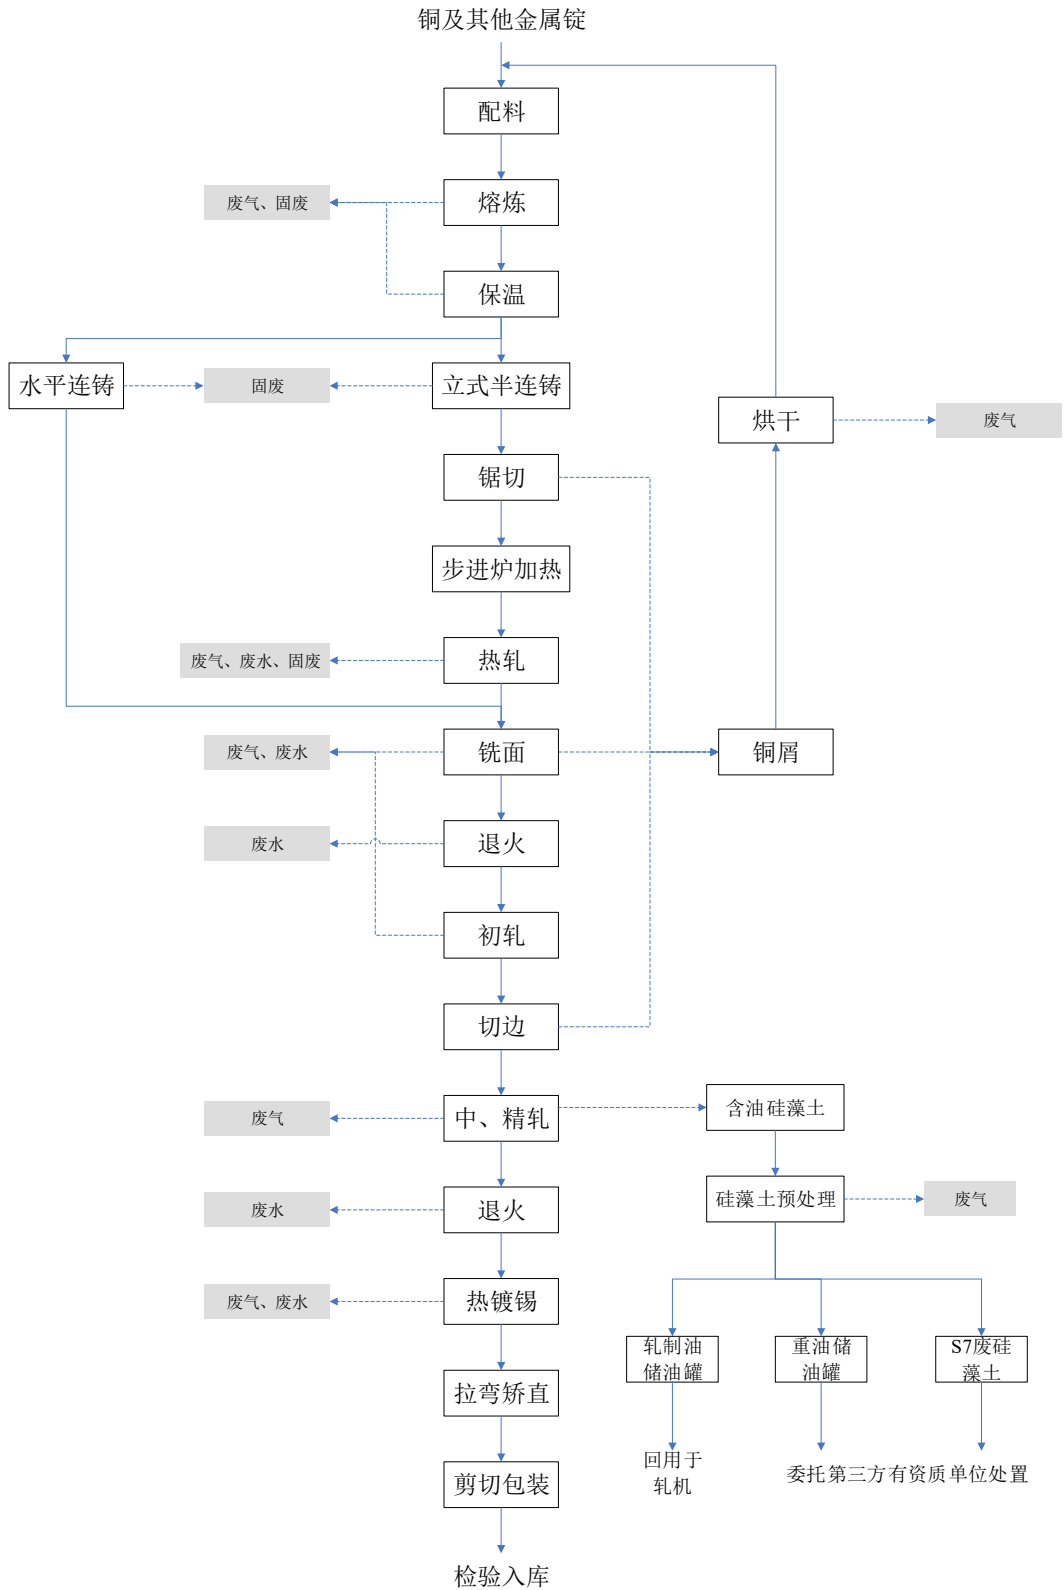 铜及其他金属锭
配料
废气、固废
熔炼
保温
水平连铸
固废
立式半连铸
烘干
废气
锯切
步进炉加热
废气、废水、固废
热轧
废气、废水
铣面
铜屑
废水
退火
初轧
切边
废气
中、精轧
含油硅藻土
废水
退火
硅藻土预处理
废气
废气、废水
热镀锡
轧制油
储油罐
重油储
油罐
S7废硅
藻土
拉弯矫直
回用于
轧机
委托第三方有资质单位处置
剪切包装
检验入库